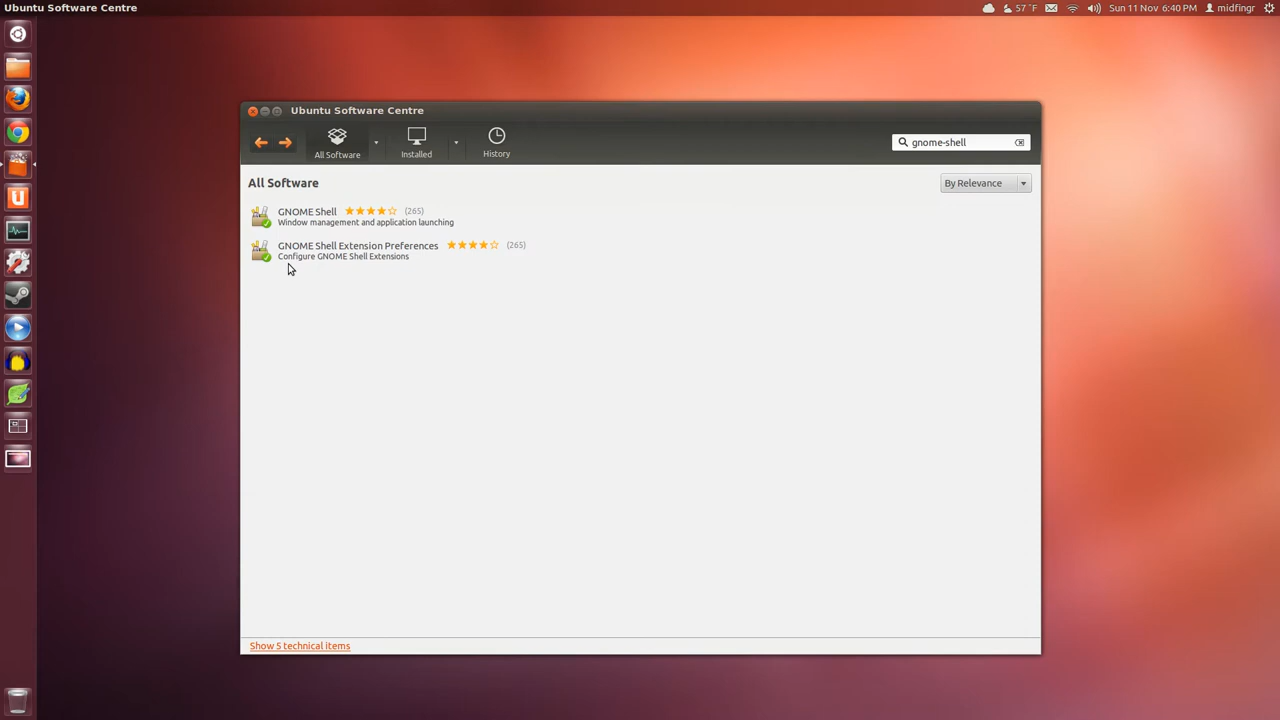 Ubuntu Software Centre
57 °F
Sun 11 Nov 6:40 PM
midfingr
Ubuntu Software Centre
All Software
Installed
History
gnome-shell
All Software
By Relevance
GNOME Shell (265)
Window management and application launching
GNOME Shell Extension Preferences (265)
Configure GNOME Shell Extensions
Show 5 technical items